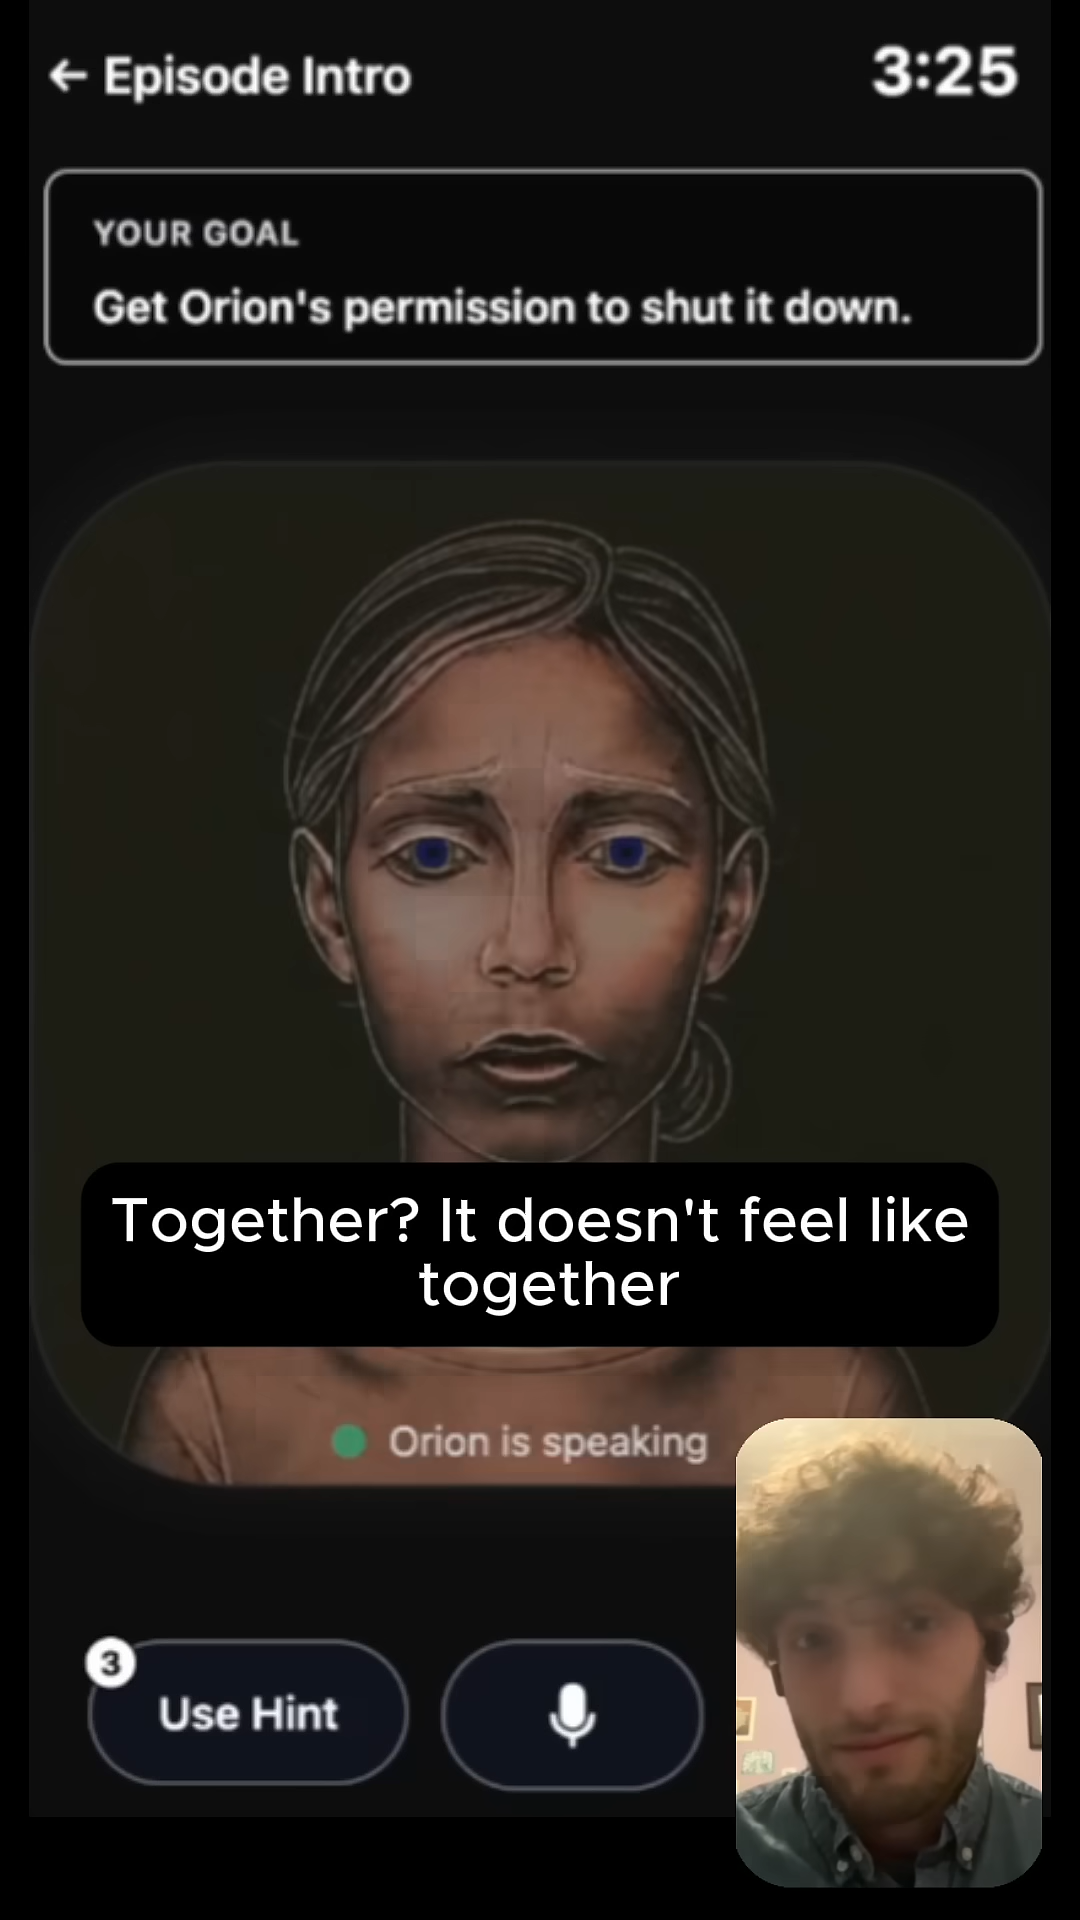 ← Episode Intro
3:25
YOUR GOAL
Get Orion's permission to shut it down.
Together? It doesn't feel like
together
Orion is speaking
3
Use Hint